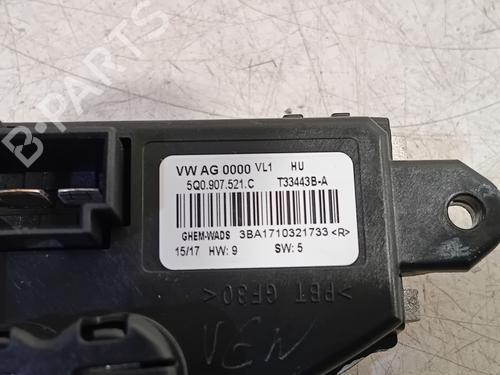 B-PARTS
VW AG 0000 VL1 HU
5Q0.907.521.C T33443B-A
GHEM-WADS 3BA1710321733 <R>
15/17 HW: 9 SW: 5
>PBT GF30<
VEN